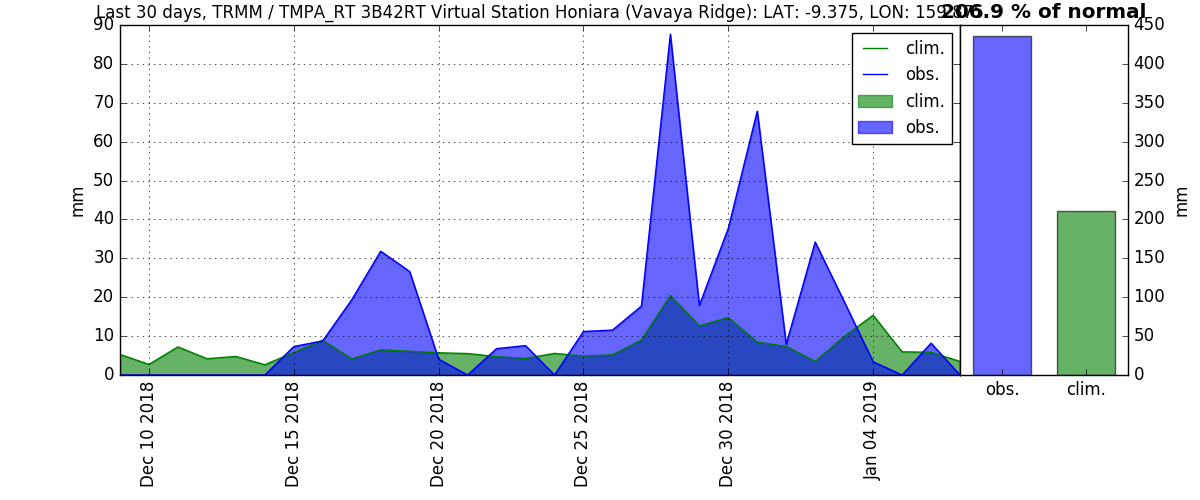 Last 30 days, TRMM / TMPA_RT 3B42RT Virtual Station Honiara (Vavaya Ridge): LAT: -9.375, LON:
206.9 % of normal
90
80
70
60
50
40
30
20
10
0
mm
clim.
obs.
clim.
obs.
Dec 10 2018
Dec 15 2018
Dec 20 2018
Dec 25 2018
Dec 30 2018
Jan 04 2019
450
400
350
300
250
200
150
100
50
0
mm
obs.
clim.